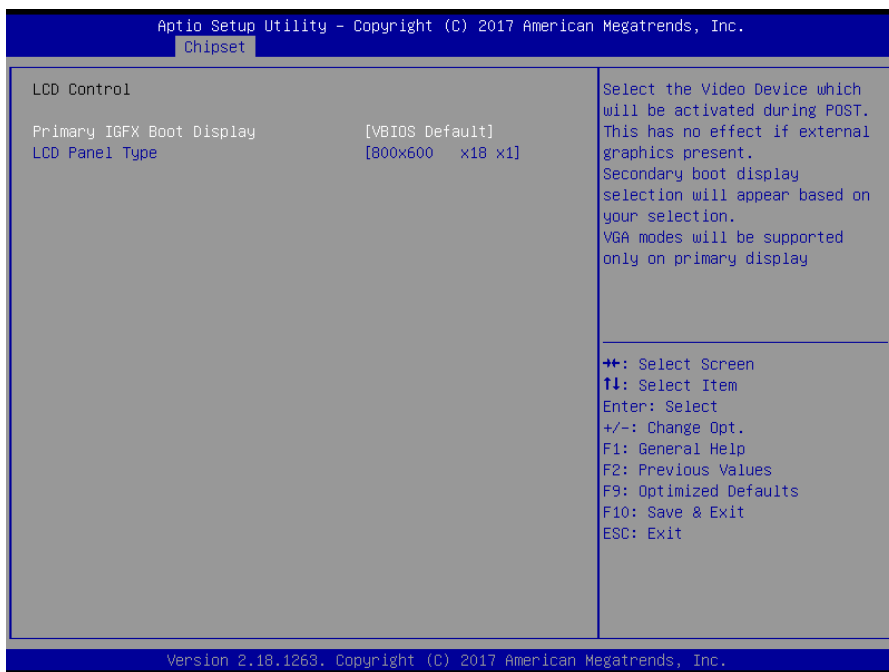 Aptio Setup Utility – Copyright (C) 2017 American Megatrends, Inc.
Chipset
LCD Control
Primary IGFX Boot Display [VBIOS Default]
LCD Panel Type [800x600 x18 x1]
Select the Video Device which
will be activated during POST.
This has no effect if external
graphics present.
Secondary boot display
selection will appear based on
your selection.
VGA modes will be supported
only on primary display
→←: Select Screen
↑↓: Select Item
Enter: Select
+/-: Change Opt.
F1: General Help
F2: Previous Values
F9: Optimized Defaults
F10: Save & Exit
ESC: Exit
Version 2.18.1263. Copyright (C) 2017 American Megatrends, Inc.